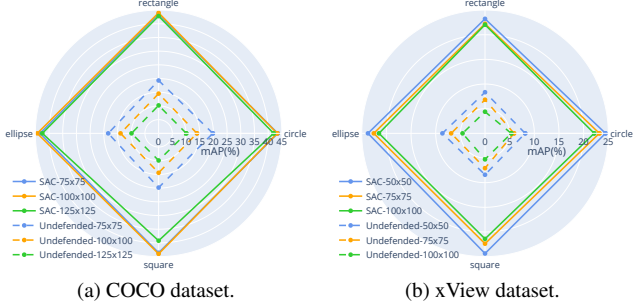 rectangle
ellipse
circle
0 5 10 15 20 25 30 35 40 45
mAP(%)
SAC-75x75
SAC-100x100
SAC-125x125
Undefended-75x75
Undefended-100x100
Undefended-125x125
square
(a) COCO dataset.
rectangle
ellipse
circle
0 5 10 15 20 25
mAP(%)
SAC-50x50
SAC-75x75
SAC-100x100
Undefended-50x50
Undefended-75x75
Undefended-100x100
square
(b) xView dataset.